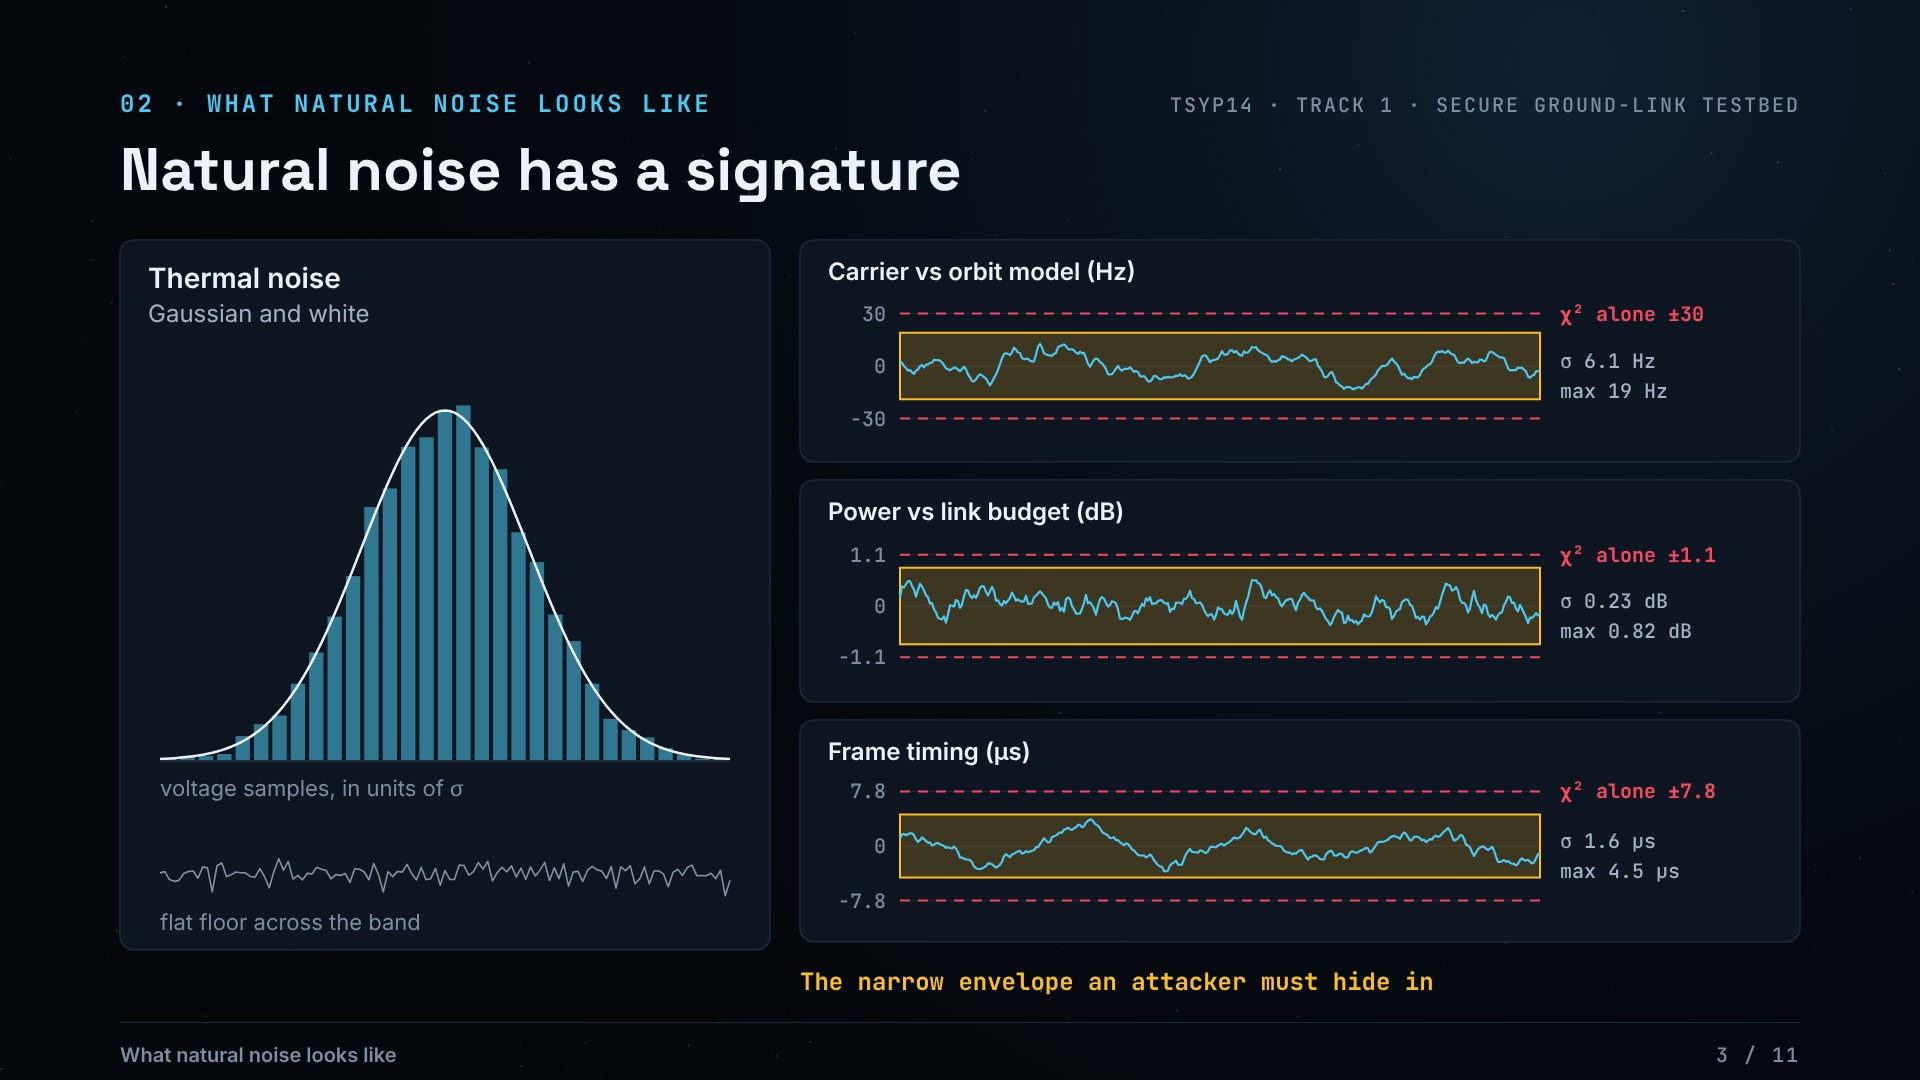 02 · WHAT NATURAL NOISE LOOKS LIKE
TSYP14 · TRACK 1 · SECURE GROUND-LINK TESTBED
Natural noise has a signature
Thermal noise
Gaussian and white
voltage samples, in units of σ
flat floor across the band
Carrier vs orbit model (Hz)
30
0
-30
χ² alone ±30
σ 6.1 Hz
max 19 Hz
Power vs link budget (dB)
1.1
0
-1.1
χ² alone ±1.1
σ 0.23 dB
max 0.82 dB
Frame timing (µs)
7.8
0
-7.8
χ² alone ±7.8
σ 1.6 µs
max 4.5 µs
The narrow envelope an attacker must hide in
What natural noise looks like
3 / 11